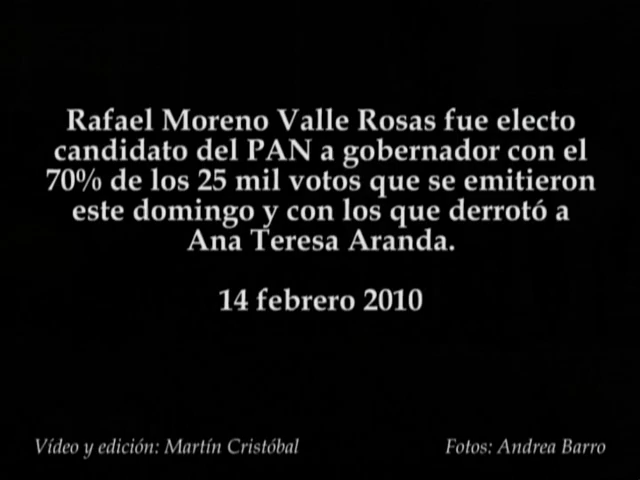 Rafael Moreno Valle Rosas fue electo
candidato del PAN a gobernador con el
70% de los 25 mil votos que se emitieron
este domingo y con los que derrotó a
Ana Teresa Aranda.
14 febrero 2010
Vídeo y edición: Martín Cristóbal
Fotos: Andrea Barro